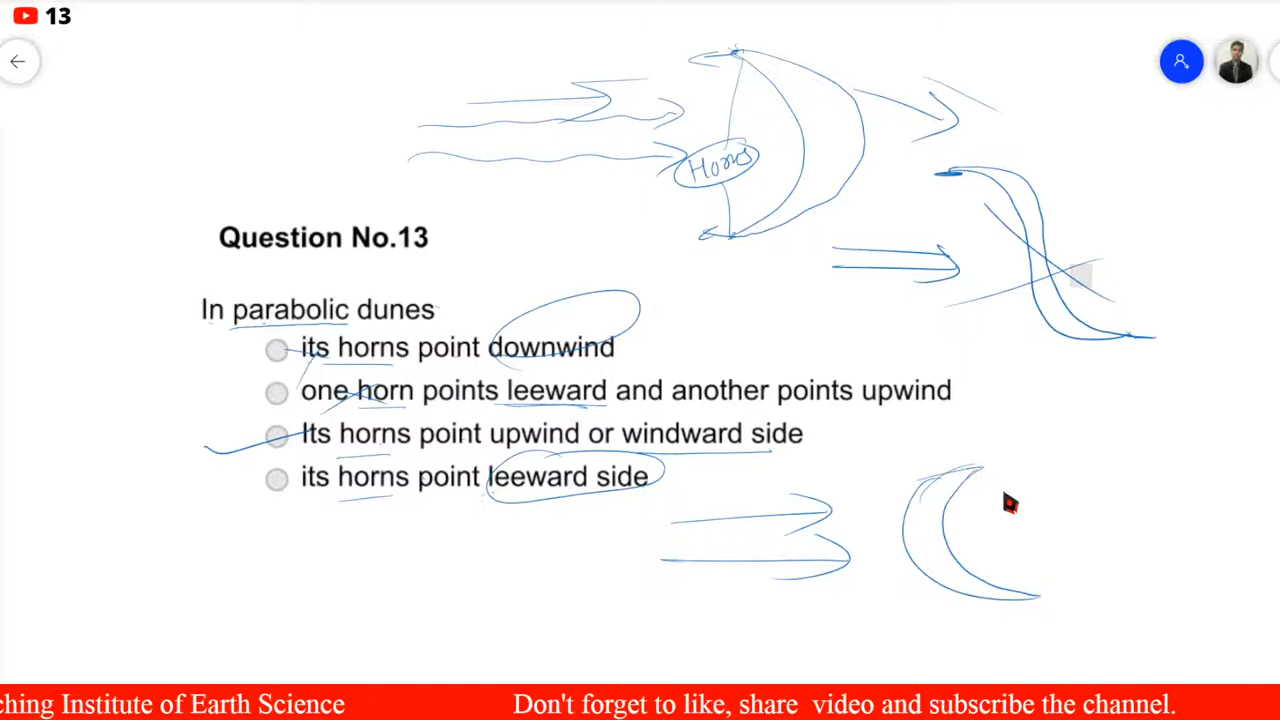 13
Horns
Question No.13
In parabolic dunes
its horns point downwind
one horn points leeward and another points upwind
Its horns point upwind or windward side
its horns point leeward side
ching Institute of Earth Science Don't forget to like, share video and subscribe the channel.